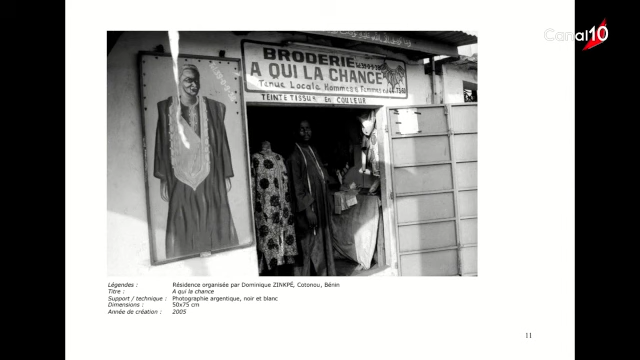 Canal10
BRODERIE
A QUI LA CHANCE
Tenue Locale Hommes & Femmes
TEINTE TISSUS En COULEUR
Légendes : Résidence organisée par Dominique ZINKPÈ, Cotonou, Bénin
Titre : A qui la chance
Support / technique : Photographie argentique, noir et blanc
Dimensions : 50x75 cm
Année de création : 2005
11